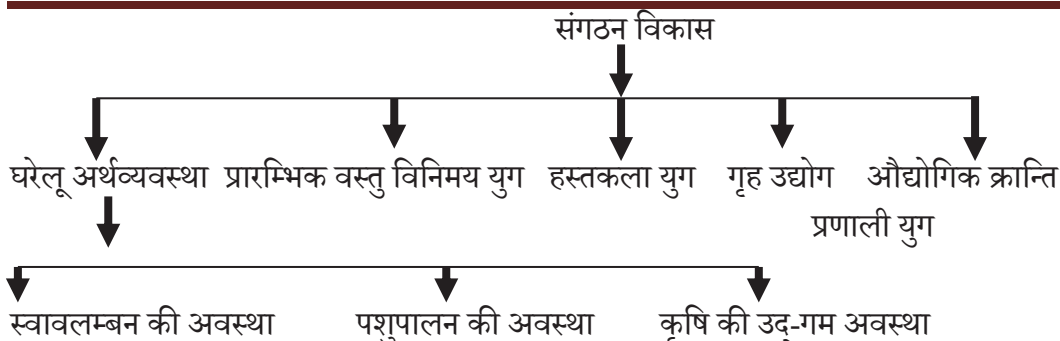 संगठन विकास
घरेलू अर्थव्यवस्था प्रारम्भिक वस्तु विनिमय युग हस्तकला युग गृह उद्योग औद्योगिक क्रान्ति
प्रणाली युग
स्वावलम्बन की अवस्था पशुपालन की अवस्था कृषि की उद्-गम अवस्था